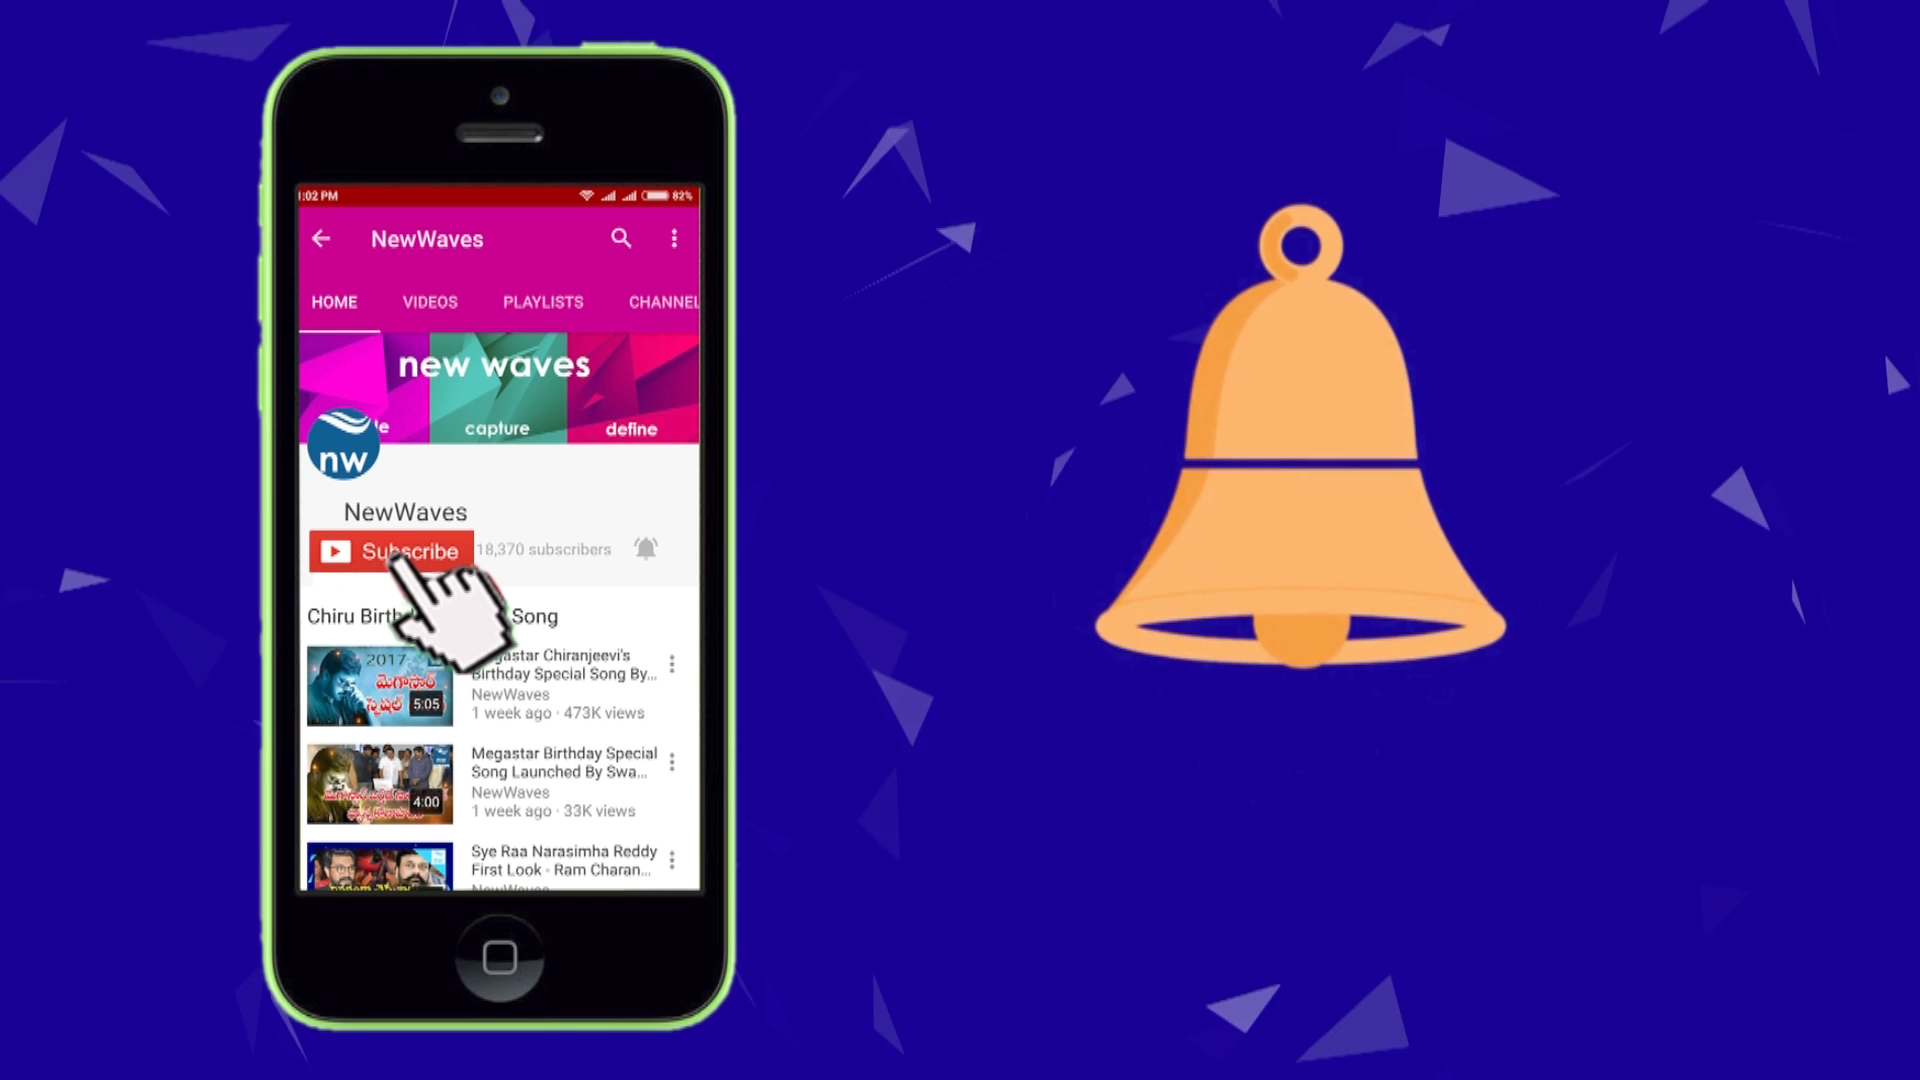 1:02 PM
82%
NewWaves
HOME VIDEOS PLAYLISTS CHANNEL
new waves
capture
define
nw
NewWaves
Subscribe
18,370 subscribers
Chiru Birth Song
2017
మెగాస్టార్
స్పెషల్
5:05
Megastar Chiranjeevi's
Birthday Special Song By...
NewWaves
1 week ago · 473K views
4:00
Megastar Birthday Special
Song Launched By Swa...
NewWaves
1 week ago · 33K views
Sye Raa Narasimha Reddy
First Look - Ram Charan...
NewWaves